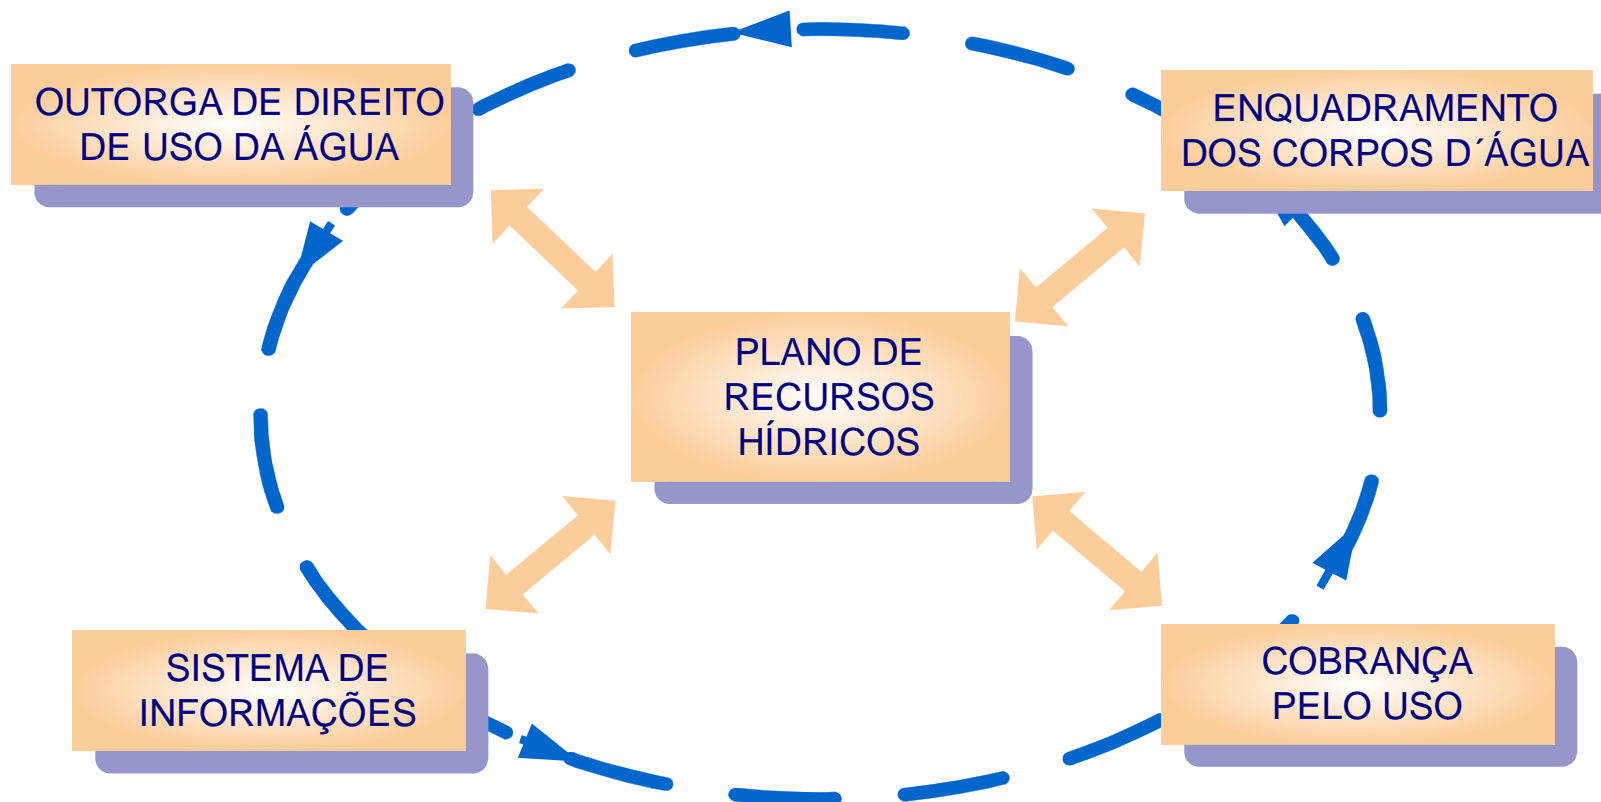 OUTORGA DE DIREITO
DE USO DA ÁGUA
ENQUADRAMENTO
DOS CORPOS D´ÁGUA
PLANO DE
RECURSOS
HÍDRICOS
SISTEMA DE
INFORMAÇÕES
COBRANÇA
PELO USO